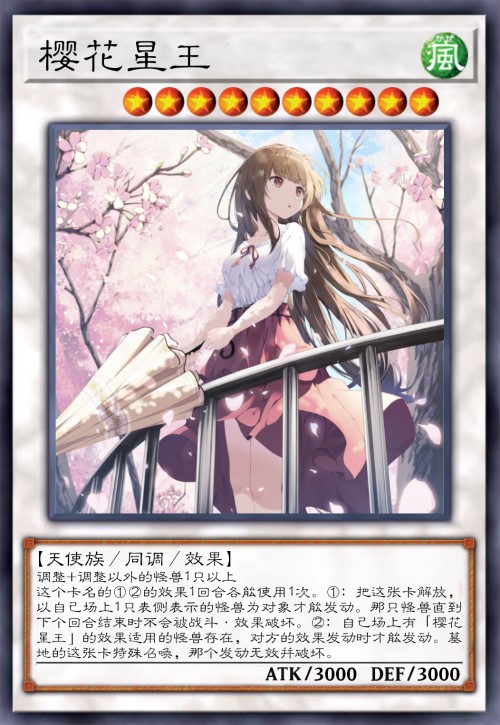 樱花星王
風
かぜ
【天使族／同调／效果】
调整+调整以外的怪兽1只以上
这个卡名的①②的效果1回合各能使用1次。①：把这张卡解放，
以自己场上1只表侧表示的怪兽为对象才能发动。那只怪兽直到
下个回合结束时不会被战斗·效果破坏。②：自己场上有「樱花
星王」的效果适用的怪兽存在，对方的效果发动时才能发动。墓
地的这张卡特殊召唤，那个发动无效并破坏。
ATK/3000 DEF/3000